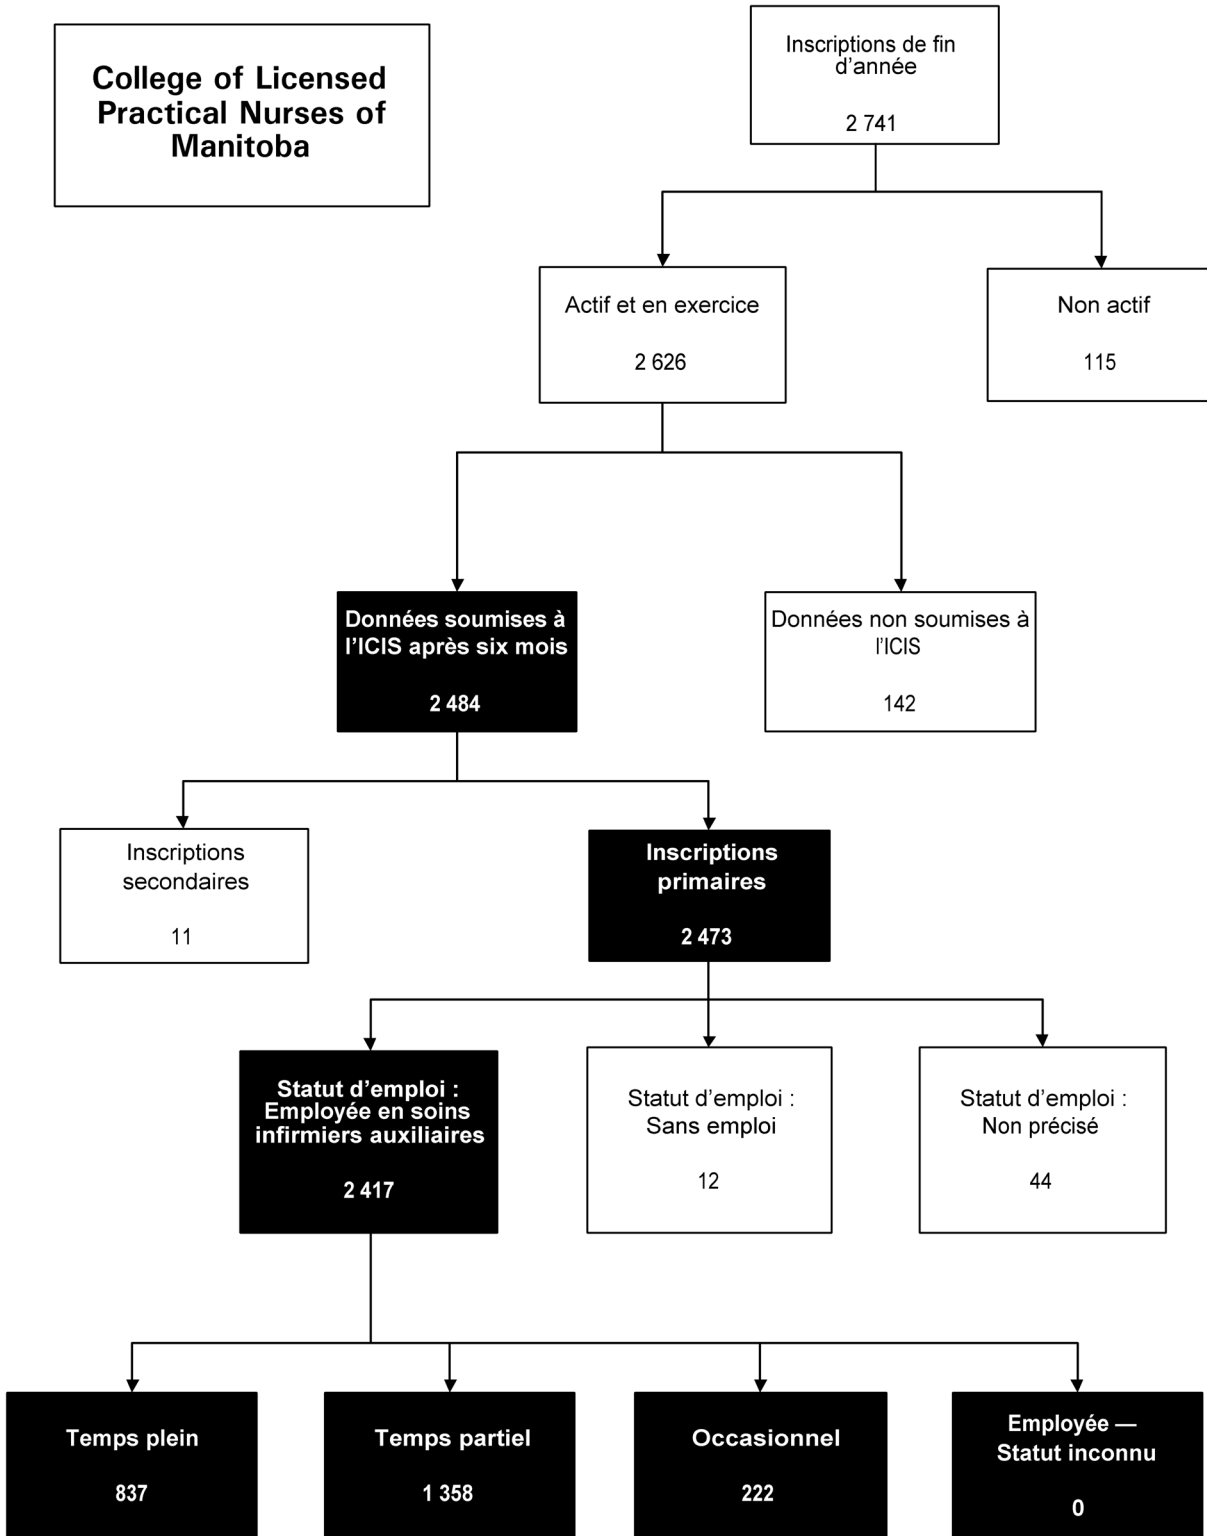 College of Licensed
Practical Nurses of
Manitoba
Inscriptions de fin
d’année
2 741
Actif et en exercice
2 626
Non actif
115
Données soumises à
l’ICIS après six mois
2 484
Données non soumises à
l’ICIS
142
Inscriptions
secondaires
11
Inscriptions
primaires
2 473
Statut d’emploi :
Employée en soins
infirmiers auxiliaires
2 417
Statut d’emploi :
Sans emploi
12
Statut d’emploi :
Non précisé
44
Temps plein
837
Temps partiel
1 358
Occasionnel
222
Employée —
Statut inconnu
0